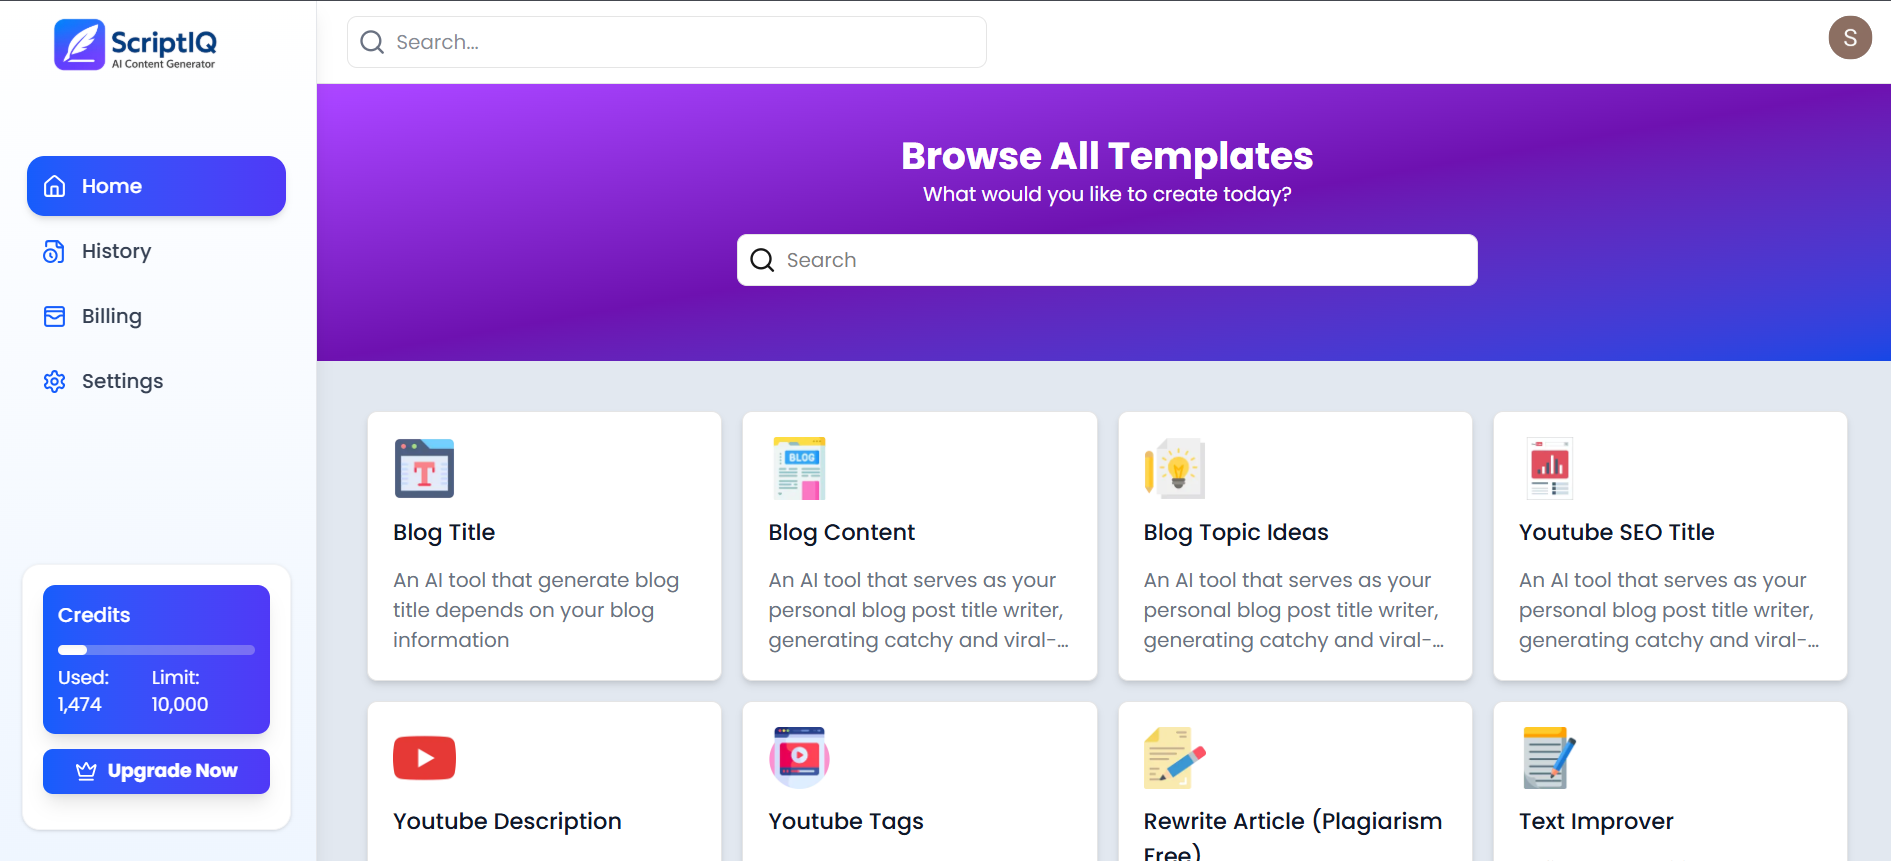 ScriptIQ
AI Content Generator
Search...
S
Home
History
Billing
Settings
Credits
Used:
Limit:
1,474
10,000
Upgrade Now
Browse All Templates
What would you like to create today?
Search
T
Blog Title
An AI tool that generate blog
title depends on your blog
information
BLOG
Blog Content
An AI tool that serves as your
personal blog post title writer,
generating catchy and viral-...
Blog Topic Ideas
An AI tool that serves as your
personal blog post title writer,
generating catchy and viral-...
Youtube SEO Title
An AI tool that serves as your
personal blog post title writer,
generating catchy and viral-...
Youtube Description
Youtube Tags
Rewrite Article (Plagiarism
Free)
Text Improver